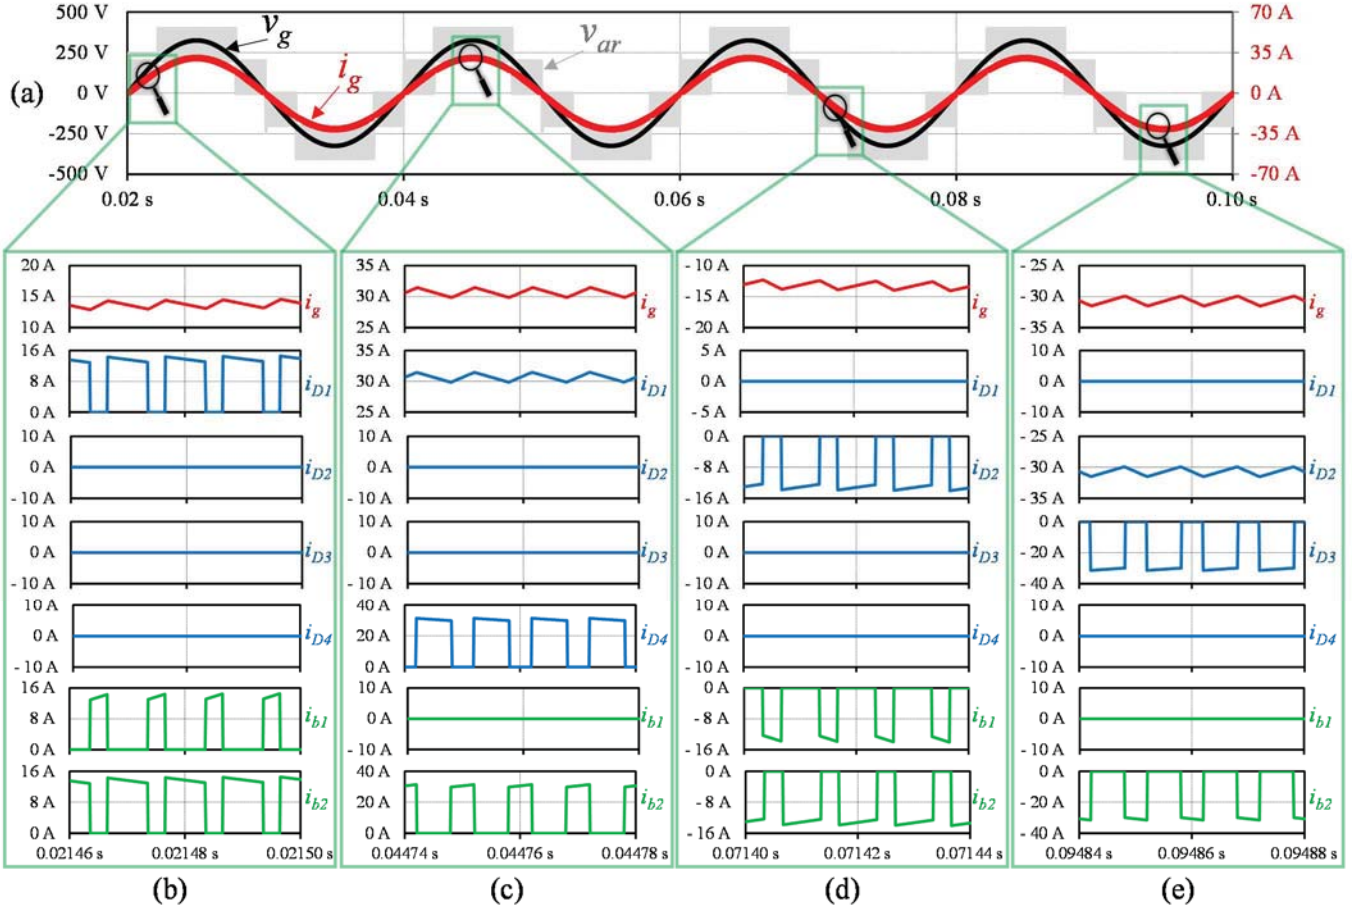 500 V
250 V
0 V
-250 V
-500 V
(a)
v_g
i_g
v_ar
70 A
35 A
0 A
-35 A
-70 A
0.02 s 0.04 s 0.06 s 0.08 s 0.10 s
20 A
15 A
10 A
i_g
16 A
8 A
0 A
i_D1
10 A
0 A
- 10 A
i_D2
10 A
0 A
- 10 A
i_D3
10 A
0 A
- 10 A
i_D4
16 A
8 A
0 A
i_b1
16 A
8 A
0 A
i_b2
0.02146 s 0.02148 s 0.02150 s
(b)
35 A
30 A
25 A
i_g
35 A
30 A
25 A
i_D1
10 A
0 A
- 10 A
i_D2
10 A
0 A
- 10 A
i_D3
40 A
20 A
0 A
i_D4
10 A
0 A
- 10 A
i_b1
40 A
20 A
0 A
i_b2
0.04474 s 0.04476 s 0.04478 s
(c)
- 10 A
- 15 A
- 20 A
i_g
5 A
0 A
- 5 A
i_D1
0 A
-8 A
-16 A
i_D2
10 A
0 A
- 10 A
i_D3
10 A
0 A
- 10 A
i_D4
0 A
-8 A
-16 A
i_b1
0 A
-8 A
-16 A
i_b2
0.07140 s 0.07142 s 0.07144 s
(d)
- 25 A
- 30 A
- 35 A
i_g
10 A
0 A
- 10 A
i_D1
- 25 A
- 30 A
- 35 A
i_D2
0 A
- 20 A
- 40 A
i_D3
10 A
0 A
- 10 A
i_D4
10 A
0 A
- 10 A
i_b1
0 A
- 20 A
- 40 A
i_b2
0.09484 s 0.09486 s 0.09488 s
(e)